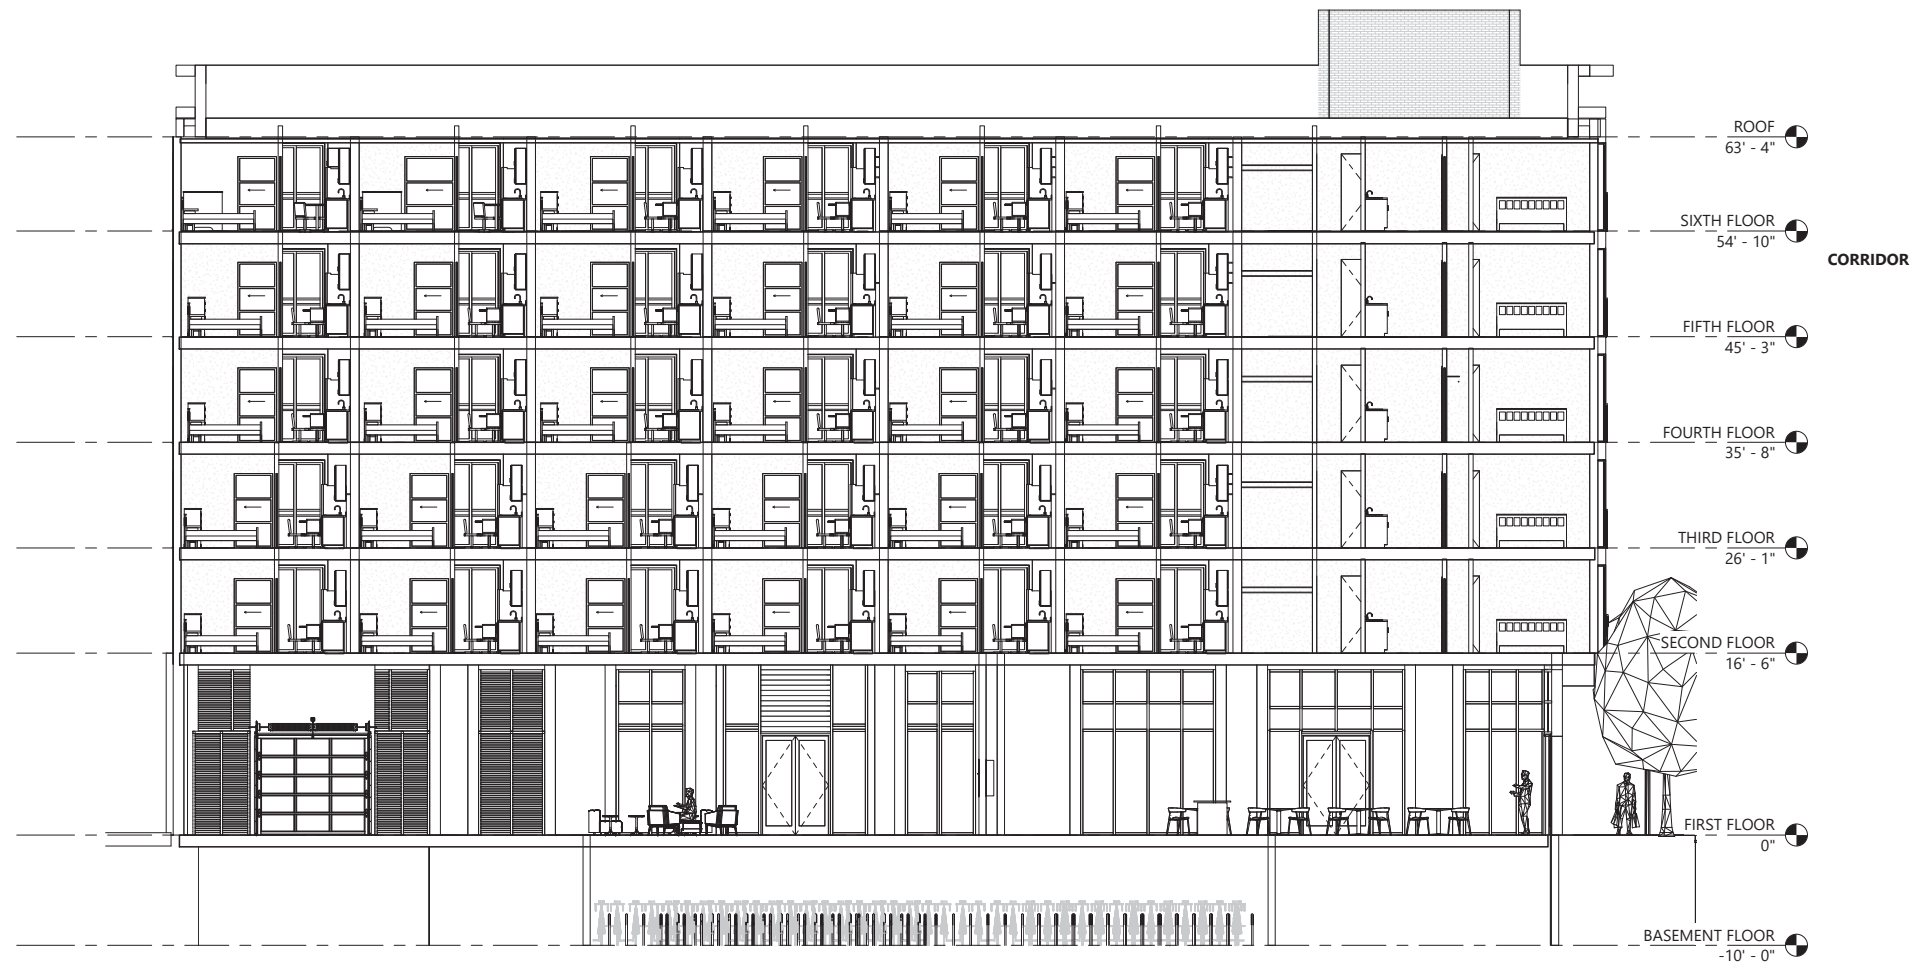 ROOF
63' - 4"
SIXTH FLOOR
54' - 10"
CORRIDOR
FIFTH FLOOR
45' - 3"
FOURTH FLOOR
35' - 8"
THIRD FLOOR
26' - 1"
SECOND FLOOR
16' - 6"
FIRST FLOOR
0"
BASEMENT FLOOR
-10' - 0"